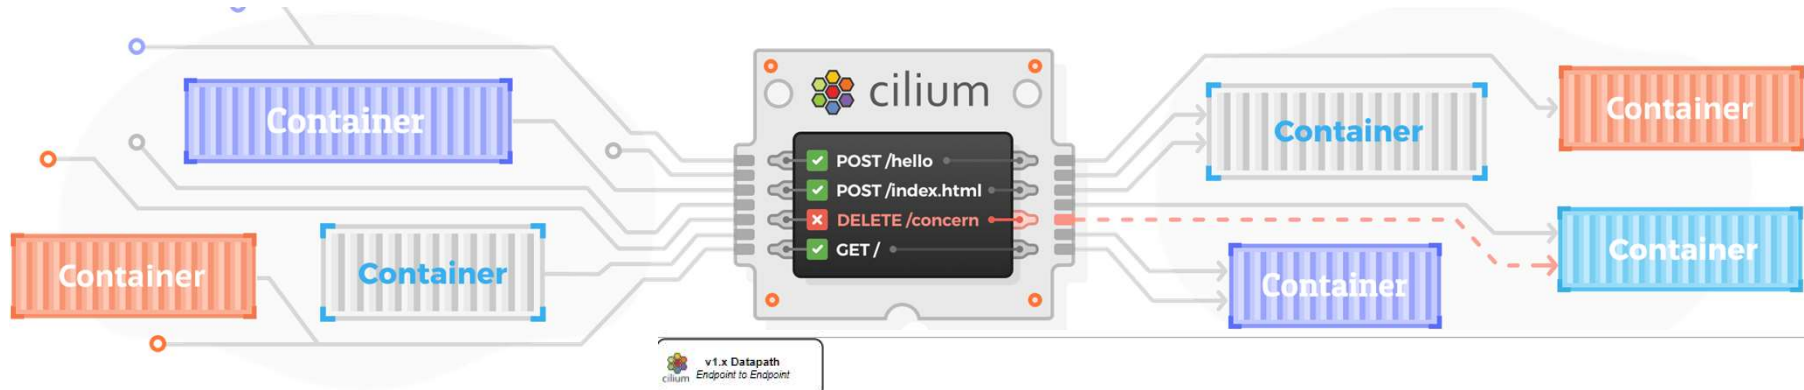 Container
Container
Container
cilium
POST /hello
POST /index.html
DELETE /concern
GET /
Container
Container
Container
Container
cilium
v1.x Datapath
Endpoint to Endpoint